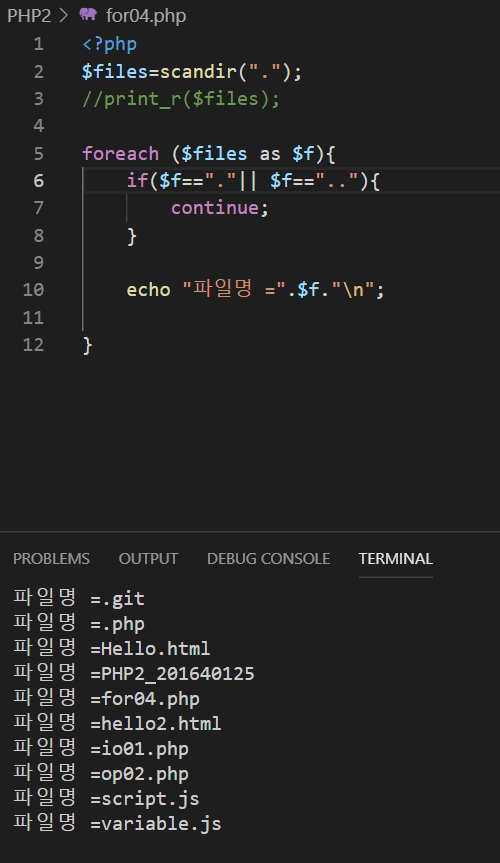 PHP2 > for04.php
1 <?php
2 $files=scandir(".");
3 //print_r($files);
4
5 foreach ($files as $f){
6 if($f=="."|| $f==".."){
7 continue;
8 }
9
10 echo "파일명 =".$f."\n";
11
12 }
PROBLEMS OUTPUT DEBUG CONSOLE TERMINAL
파일명 =.git
파일명 =.php
파일명 =Hello.html
파일명 =PHP2_201640125
파일명 =for04.php
파일명 =hello2.html
파일명 =io01.php
파일명 =op02.php
파일명 =script.js
파일명 =variable.js